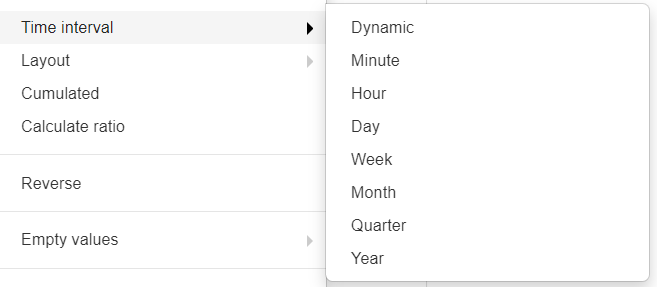 Time interval
Layout
Cumulated
Calculate ratio
Reverse
Empty values
Dynamic
Minute
Hour
Day
Week
Month
Quarter
Year